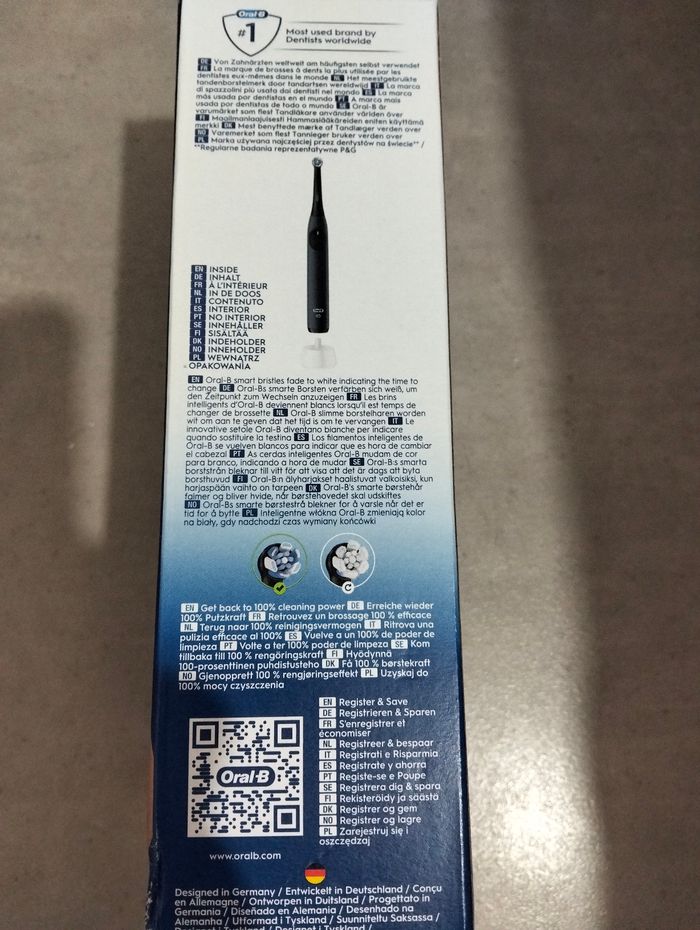 Oral-B
#1
Most used brand by
Dentists worldwide
DE Von Zahnärzten weltweit am häufigsten selbst verwendet
FR La marque de brosses à dents la plus utilisée par les
dentistes eux-mêmes dans le monde NL Het meestgebruikte
tandenborstelmerk door tandartsen wereldwijd IT La marca
di spazzolini più usata dai dentisti nel mondo ES La marca
más usada por dentistas en el mundo PT A marca mais
usada por dentistas de todo o mundo SE Oral-B är
varumärket som flest Tandläkare använder världen över
FI Maailmanlaajuisesti Hammaslääkäreiden eniten käyttämä
merkki DK Mest benyttede mærke af Tandlæger verden over
NO Varemerket som flest Tannleger bruker verden over
PL Marka używana najczęściej przez dentystów na świecie** /
**Regularne badania reprezentatywne P&G
EN INSIDE
DE INHALT
FR À L'INTÉRIEUR
NL IN DE DOOS
IT CONTENUTO
ES INTERIOR
PT NO INTERIOR
SE INNEHÅLLER
FI SISÄLTÄÄ
DK INDEHOLDER
NO INNEHOLDER
PL WEWNĄTRZ
OPAKOWANIA
Oral-B
EN Oral-B smart bristles fade to white indicating the time to
change DE Oral-Bs smarte Borsten verfärben sich weiß, um
den Zeitpunkt zum Wechseln anzuzeigen FR Les brins
intelligents d'Oral-B deviennent blancs lorsqu'il est temps de
changer de brossette NL Oral-B slimme borstelharen worden
wit om aan te geven dat het tijd is om te vervangen IT Le
innovative setole Oral-B diventano bianche per indicare
quando sostituire la testina ES Los filamentos inteligentes de
Oral-B se vuelven blancos para indicar que es hora de cambiar
el cabezal PT As cerdas inteligentes Oral-B mudam de cor
para branco, indicando a hora de mudar SE Oral-B:s smarta
borststrån bleknar till vitt för att visa att det är dags att byta
borsthuvud FI Oral-B:n älyharjakset haalistuvat valkoisiksi, kun
harjaspään vaihto on tarpeen DK Oral-B's smarte børstehår
falmer og bliver hvide, når børstehovedet skal udskiftes
NO Oral-Bs smarte børstestrå blekner for å varsle når det er
tid for å bytte PL Inteligentne włókna Oral-B zmieniają kolor
na biały, gdy nadchodzi czas wymiany końcówki
EN Get back to 100% cleaning power DE Erreiche wieder
100% Putzkraft FR Retrouvez un brossage 100 % efficace
NL Terug naar 100% reinigingsvermogen IT Ritrova una
pulizia efficace al 100% ES Vuelve a un 100% de poder de
limpieza PT Volte a ter 100% de poder de limpeza SE Kom
tillbaka till 100 % rengöringskraft FI Hyödynnä
100-prosenttinen puhdistusteho DK Få 100 % børstekraft
NO Gjenopprett 100 % rengjøringseffekt PL Uzyskaj do
100% mocy czyszczenia
EN Register & Save
DE Registrieren & Sparen
FR S'enregistrer et
économiser
NL Registreer & bespaar
IT Registrati e Risparmia
ES Regístrate y ahorra
PT Registe-se e Poupe
SE Registrera dig & spara
FI Rekisteröidy ja säästä
DK Registrer og gem
NO Registrer og lagre
PL Zarejestruj się i
oszczędzaj
Oral-B
www.oralb.com
Designed in Germany / Entwickelt in Deutschland / Conçu
en Allemagne / Ontworpen in Duitsland / Progettato in
Germania / Diseñado en Alemania / Desenhado na
Alemanha / Utformad i Tyskland / Suunniteltu Saksassa /
Designet i Tyskland / Designet i Tyskland /